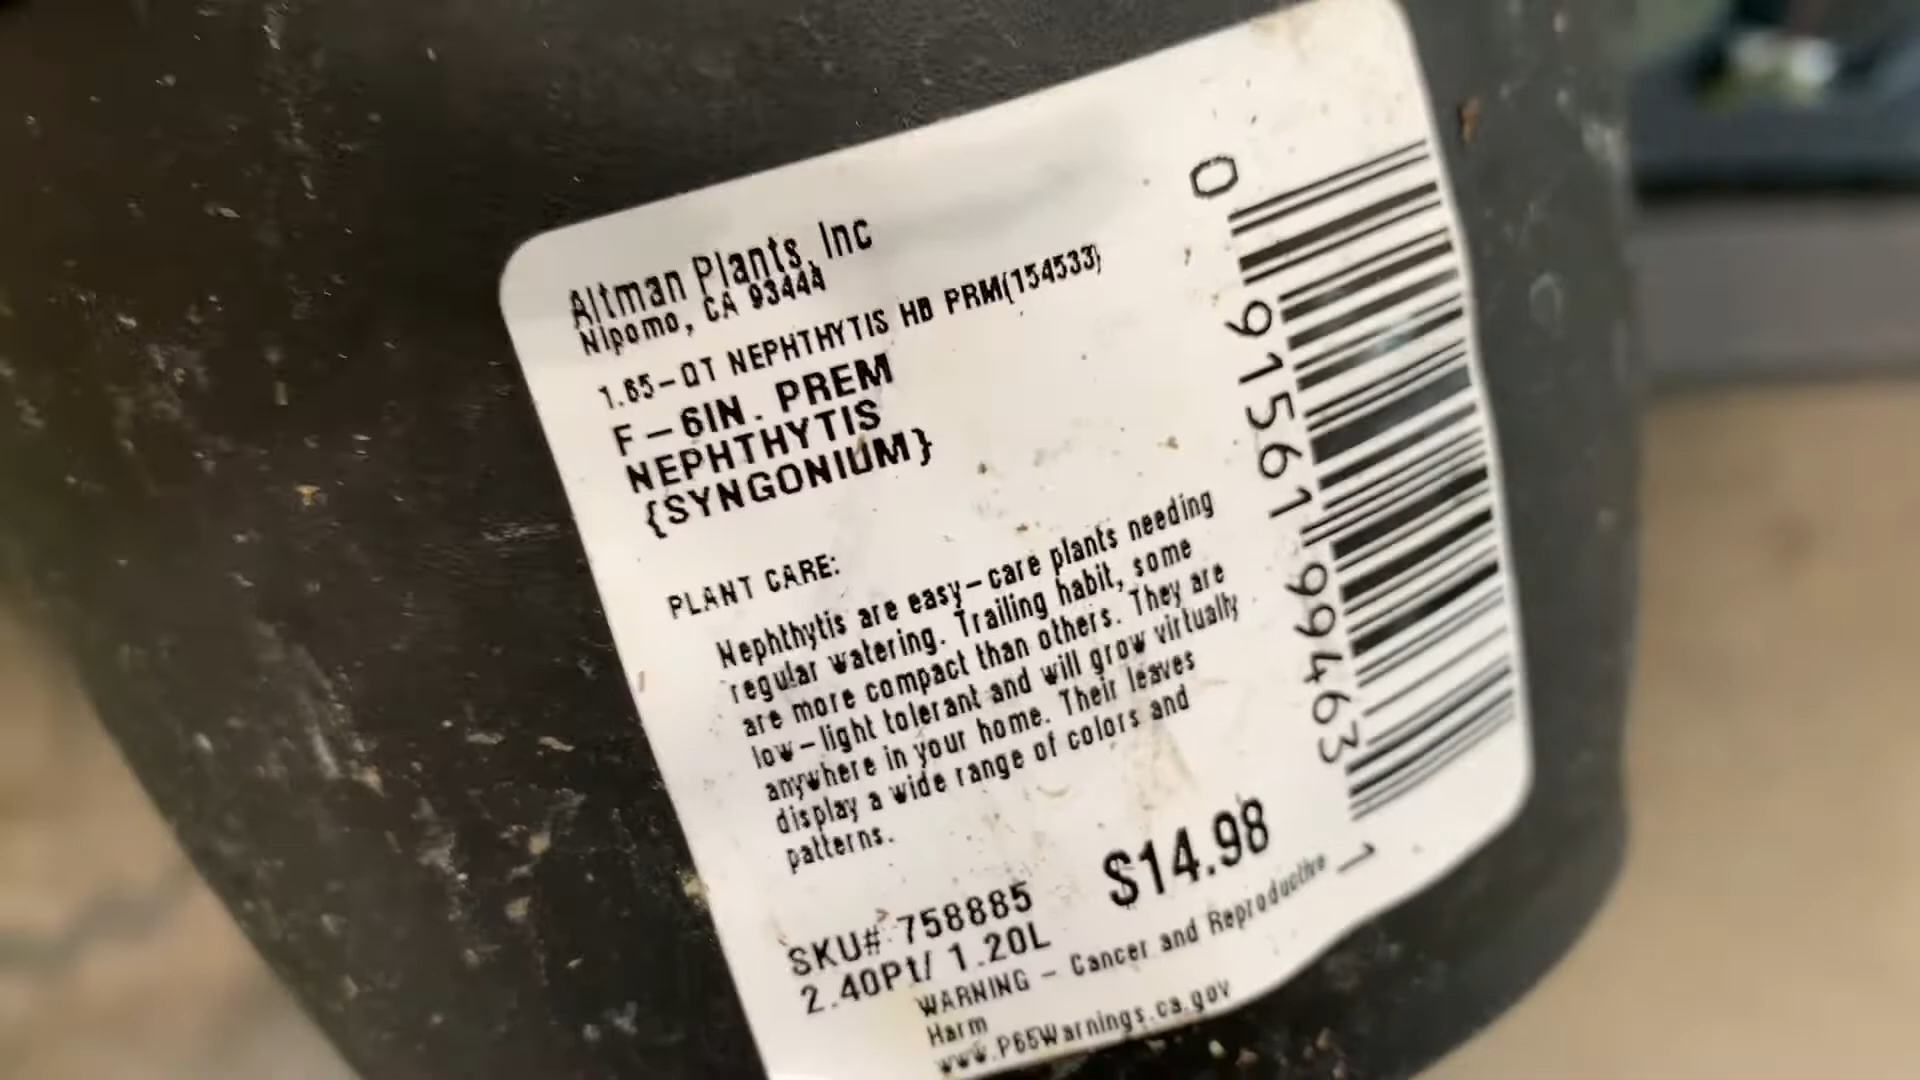 Altman Plants, Inc
Nipomo, CA 93444
1.65-QT NEPHTHYTIS HB PRM(154533)
F-6IN. PREM
NEPHTHYTIS
{SYNGONIUM}
PLANT CARE:
Nephthytis are easy-care plants needing
regular watering. Trailing habit, some
are more compact than others. They are
low-light tolerant and will grow virtually
anywhere in your home. Their leaves
display a wide range of colors and
patterns.
SKU# 758885
$14.98
2.40Pt/ 1.20L
WARNING - Cancer and Reproductive
Harm
www.P65Warnings.ca.gov
0 91561 99463 1